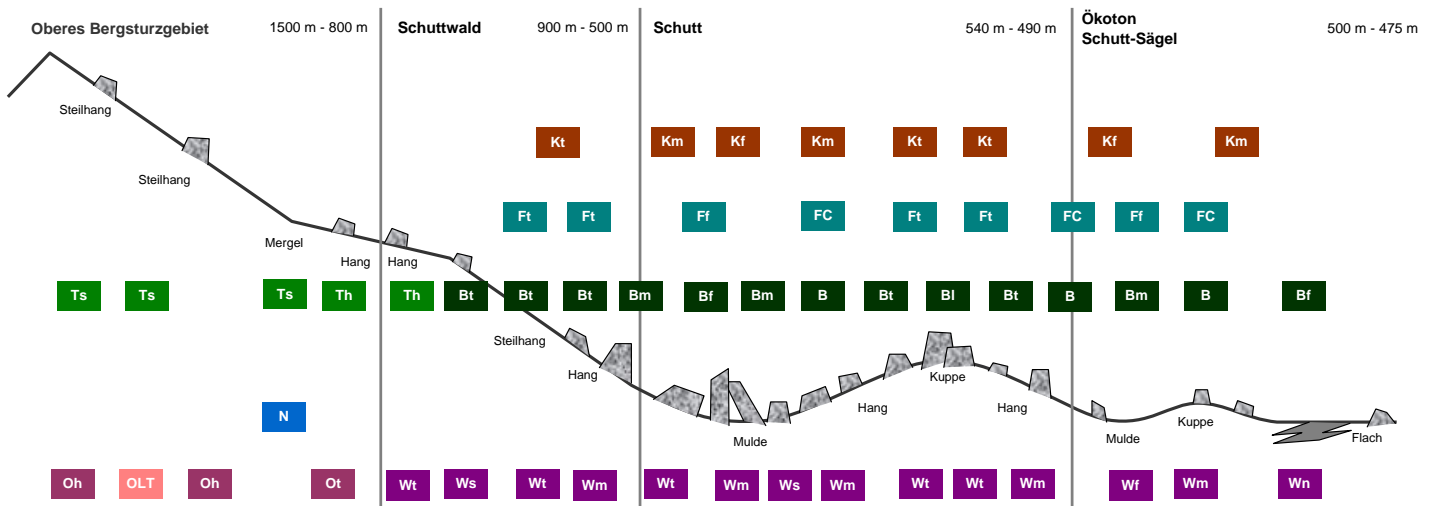 Oberes Bergsturzgebiet 1500 m - 800 m
Schuttwald 900 m - 500 m
Schutt 540 m - 490 m
Ökoton
Schutt-Sägel 500 m - 475 m
Steilhang
Steilhang
Mergel
Hang
Hang
Steilhang
Hang
Mulde
Hang
Kuppe
Hang
Mulde
Kuppe
Flach
Kt Km Kf Km Kt Kt Kf Km
Ft Ft Ff FC Ft Ft FC Ff FC
Ts Ts Ts Th Th Bt Bt Bt Bm Bf Bm B Bt Bl Bt B Bm B Bf
N
Oh OLT Oh Ot Wt Ws Wt Wm Wt Wm Ws Wm Wt Wt Wm Wf Wm Wn